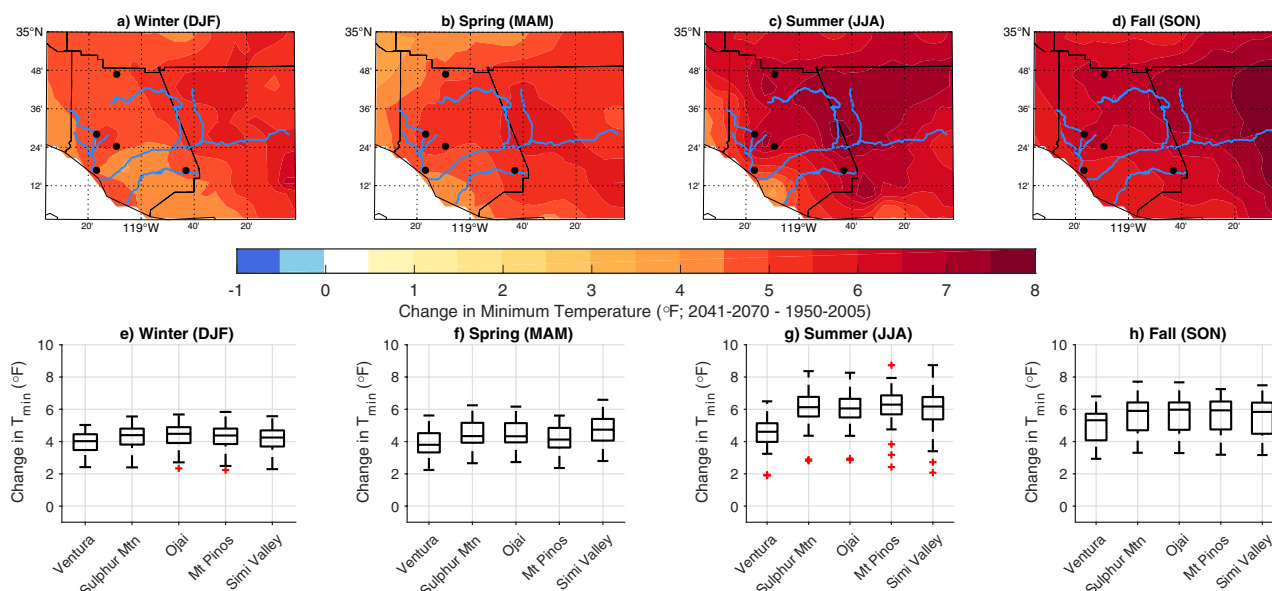 a) Winter (DJF)
b) Spring (MAM)
c) Summer (JJA)
d) Fall (SON)
35°N
48'
36'
24'
12'
20'
119°W
40'
20'
35°N
48'
36'
24'
12'
20'
119°W
40'
20'
35°N
48'
36'
24'
12'
20'
119°W
40'
20'
35°N
48'
36'
24'
12'
20'
119°W
40'
20'
-1 0 1 2 3 4 5 6 7 8
Change in Minimum Temperature (°F; 2041-2070 - 1950-2005)
e) Winter (DJF)
f) Spring (MAM)
g) Summer (JJA)
h) Fall (SON)
Change in Tmin (°F)
10
8
6
4
2
0
Ventura
Sulphur Mtn
Ojai
Mt Pinos
Simi Valley
Change in Tmin (°F)
10
8
6
4
2
0
Ventura
Sulphur Mtn
Ojai
Mt Pinos
Simi Valley
Change in Tmin (°F)
10
8
6
4
2
0
Ventura
Sulphur Mtn
Ojai
Mt Pinos
Simi Valley
Change in Tmin (°F)
10
8
6
4
2
0
Ventura
Sulphur Mtn
Ojai
Mt Pinos
Simi Valley